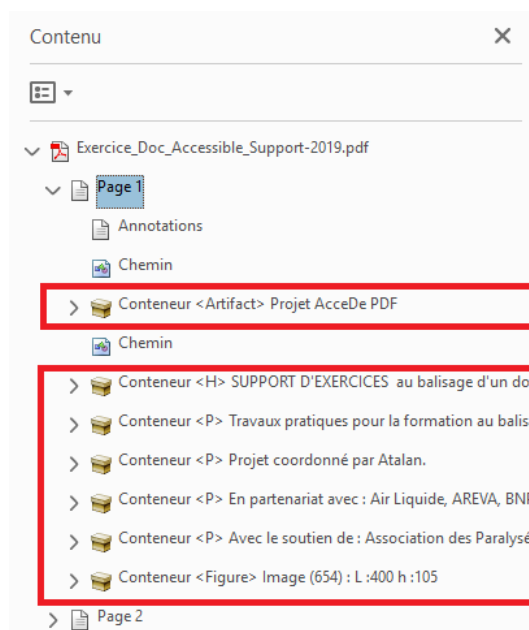 Contenu
Exercice_Doc_Accessible_Support-2019.pdf
Page 1
Annotations
Chemin
Conteneur <Artifact> Projet AcceDe PDF
Chemin
Conteneur <H> SUPPORT D'EXERCICES au balisage d'un do
Conteneur <P> Travaux pratiques pour la formation au balis
Conteneur <P> Projet coordonné par Atalan.
Conteneur <P> En partenariat avec : Air Liquide, AREVA, BN
Conteneur <P> Avec le soutien de : Association des Paralysé
Conteneur <Figure> Image (654) : L :400 h :105
Page 2